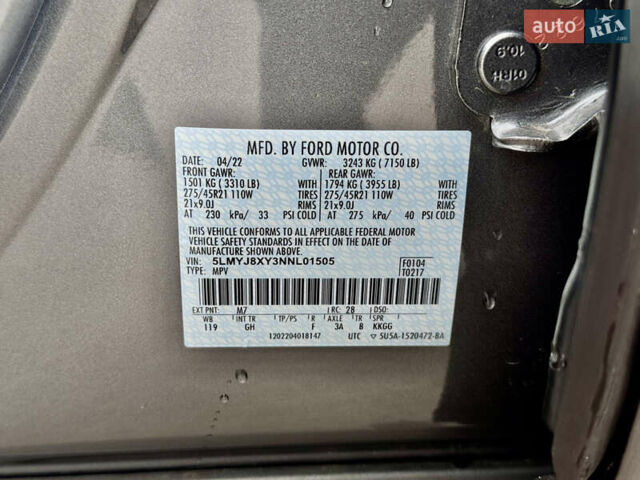 auto RIA
.com
01RH
10.9
MFD. BY FORD MOTOR CO.
DATE: 04/22 GVWR: 3243 KG ( 7150 LB)
FRONT GAWR: REAR GAWR:
1501 KG ( 3310 LB) 1794 KG ( 3955 LB)
275/45R21 110W TIRES 275/45R21 110W TIRES
21x9.0J RIMS 21x9.0J RIMS
AT 230 kPa/ 33 PSI COLD AT 275 kPa/ 40 PSI COLD
THIS VEHICLE CONFORMS TO ALL APPLICABLE FEDERAL MOTOR
VEHICLE SAFETY STANDARDS IN EFFECT ON THE DATE OF
MANUFACTURE SHOWN ABOVE.
VIN: 5LMYJ8XY3NNL01505 F0104
TYPE: MPV T0217
EXT PNT: M7 RC: 28 DSO:
WB INT TR TP/PS R AXLE TR SPR
119 GH F 3A B KKGG
1202204018147 UTC ▽ 5U5A-1520472-BA